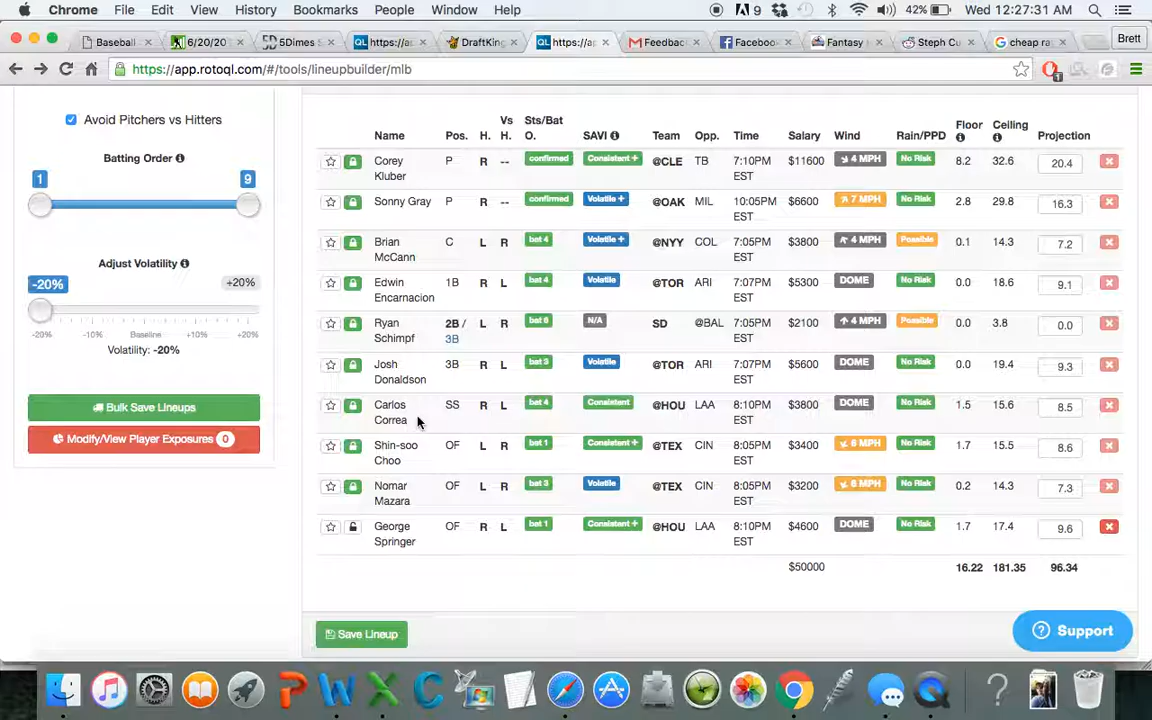 Chrome File Edit View History Bookmarks People Window Help 9 42% Wed 12:27:31 AM
Baseball 6/20/20 5Dimes S https://as DraftKing https://ap Feedback Facebook Fantasy Steph Cu cheap ra Brett
https://app.rotoql.com/#/tools/lineupbuilder/mlb 1
Avoid Pitchers vs Hitters
Batting Order
1 9
Adjust Volatility
-20% +20%
-20% -10% Baseline +10% +20%
Volatility: -20%
Bulk Save Lineups
Modify/View Player Exposures 0
Name Pos. H. Vs H. Sts/Bat O. SAVI Team Opp. Time Salary Wind Rain/PPD Floor Ceiling Projection
Corey Kluber P R -- confirmed Consistent + @CLE TB 7:10PM EST $11600 4 MPH No Risk 8.2 32.6 20.4
Sonny Gray P R -- confirmed Volatile + @OAK MIL 10:05PM EST $6600 7 MPH No Risk 2.8 29.8 16.3
Brian McCann C L R bat 4 Volatile + @NYY COL 7:05PM EST $3800 4 MPH Possible 0.1 14.3 7.2
Edwin Encarnacion 1B R L bat 4 Volatile @TOR ARI 7:07PM EST $5300 DOME No Risk 0.0 18.6 9.1
Ryan Schimpf 2B / 3B L R bat 6 N/A SD @BAL 7:05PM EST $2100 4 MPH Possible 0.0 3.8 0.0
Josh Donaldson 3B R L bat 3 Volatile @TOR ARI 7:07PM EST $5600 DOME No Risk 0.0 19.4 9.3
Carlos Correa SS R L bat 4 Consistent @HOU LAA 8:10PM EST $3800 DOME No Risk 1.5 15.6 8.5
Shin-soo Choo OF L R bat 1 Consistent + @TEX CIN 8:05PM EST $3400 6 MPH No Risk 1.7 15.5 8.6
Nomar Mazara OF L R bat 3 Volatile @TEX CIN 8:05PM EST $3200 6 MPH No Risk 0.2 14.3 7.3
George Springer OF R L bat 1 Consistent + @HOU LAA 8:10PM EST $4600 DOME No Risk 1.7 17.4 9.6
$50000 16.22 181.35 96.34
Save Lineup
Support